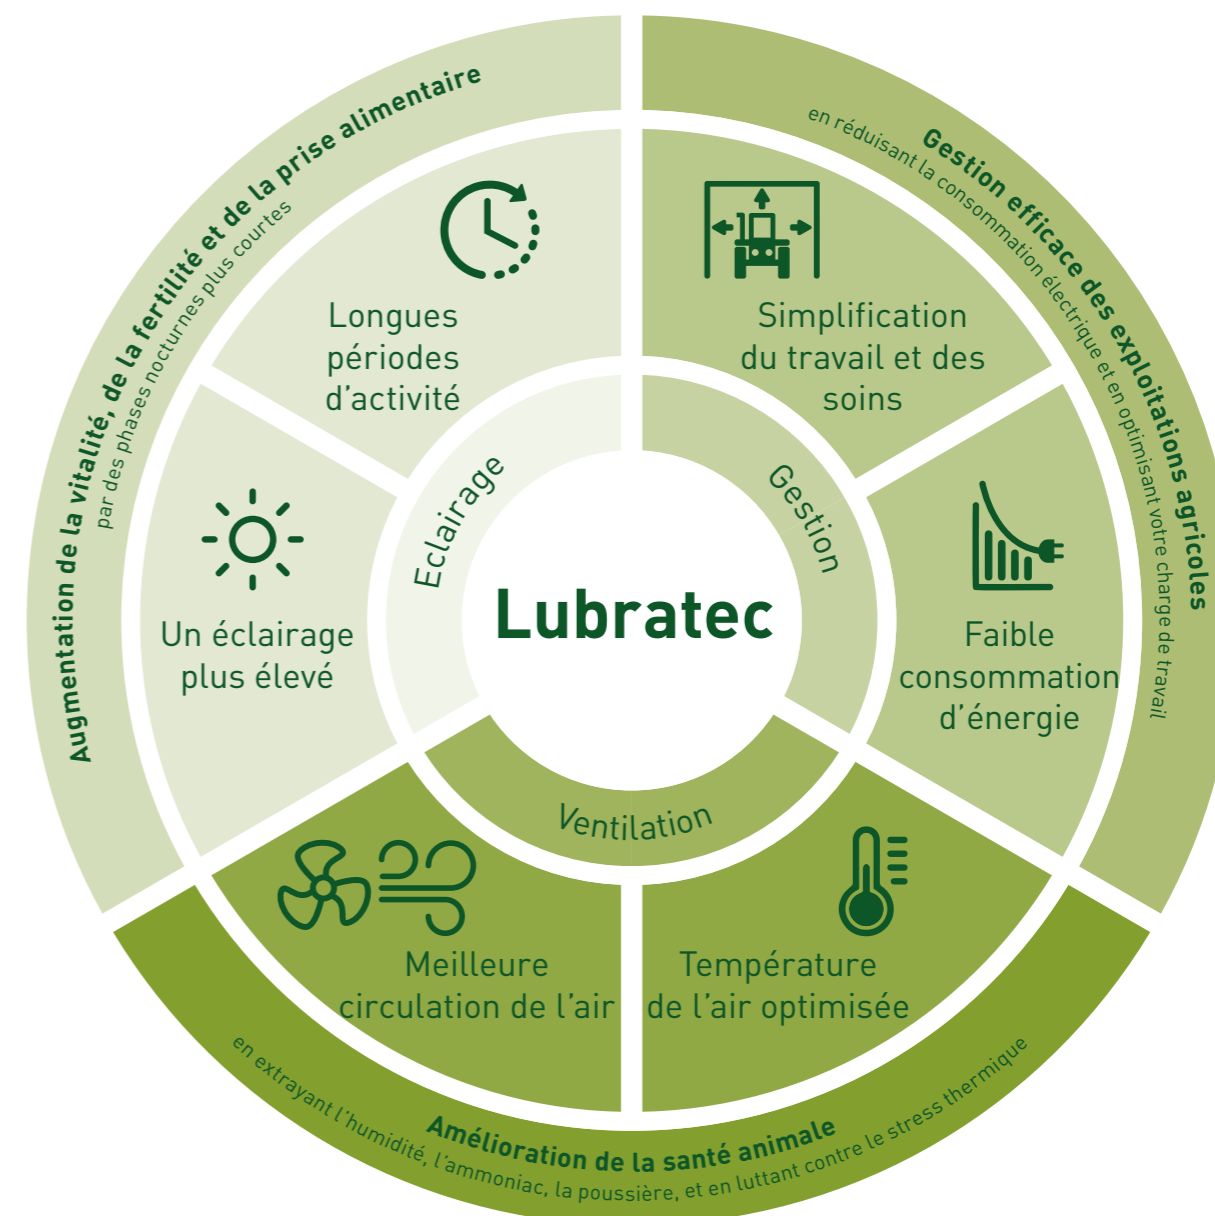 Augmentation de la vitalité, de la fertilité et de la prise alimentaire
par des phases nocturnes plus courtes
Gestion efficace des exploitations agricoles
en réduisant la consommation électrique et en optimisant votre charge de travail
Longues
périodes
d'activité
Simplification
du travail et des
soins
Eclairage
Gestion
Lubratec
Un éclairage
plus élevé
Faible
consommation
d'énergie
Ventilation
Meilleure
circulation de l'air
Température
de l'air optimisée
Amélioration de la santé animale
en extrayant l'humidité, l'ammoniac, la poussière, et en luttant contre le stress thermique